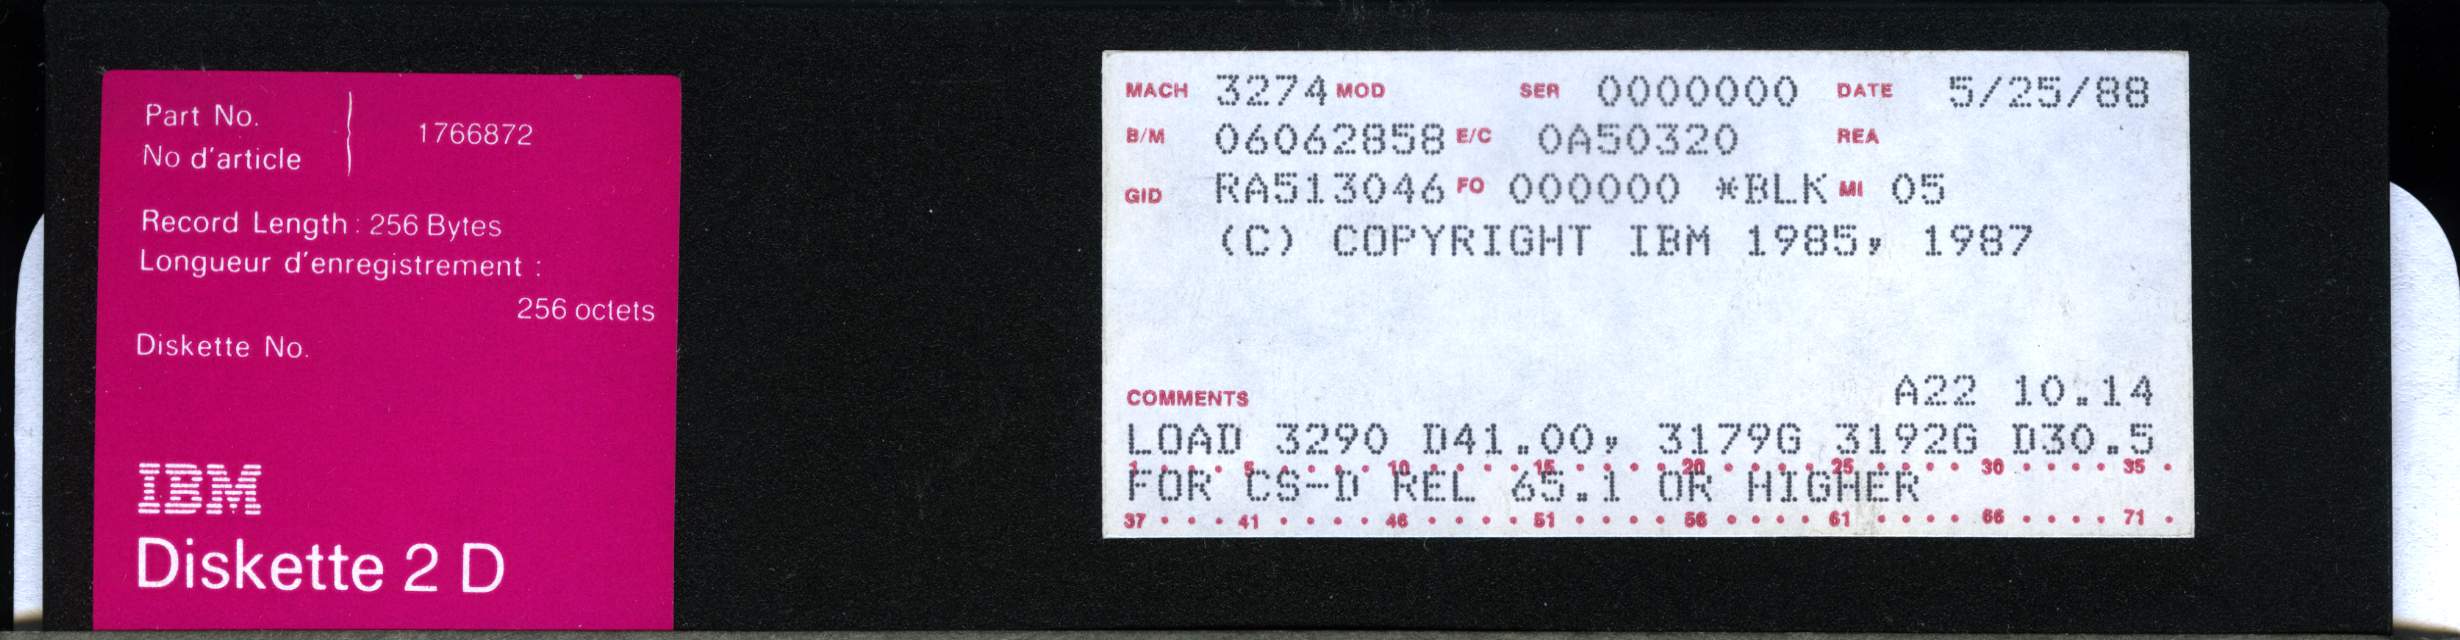 Part No.
No d'article
1766872
Record Length: 256 Bytes
Longueur d'enregistrement :
256 octets
Diskette No.
IBM
Diskette 2 D
MACH 3274 MOD SER 0000000 DATE 5/25/88
B/M 06062858 E/C 0A50320 REA
GID RA513046 FO 000000 *BLK MI 05
(C) COPYRIGHT IBM 1985, 1987
A22 10.14
COMMENTS
LOAD 3290 D41.00, 3179G 3192G D30.5
1 • • • 5 • • • • 10 • • • • 15 • • • • 20 • • • • 25 • • • • 30 • • • • 35 •
FOR CS-D REL 65.1 OR HIGHER
37 • • • 41 • • • • 46 • • • • 51 • • • • 56 • • • • 61 • • • • 66 • • • • 71 •